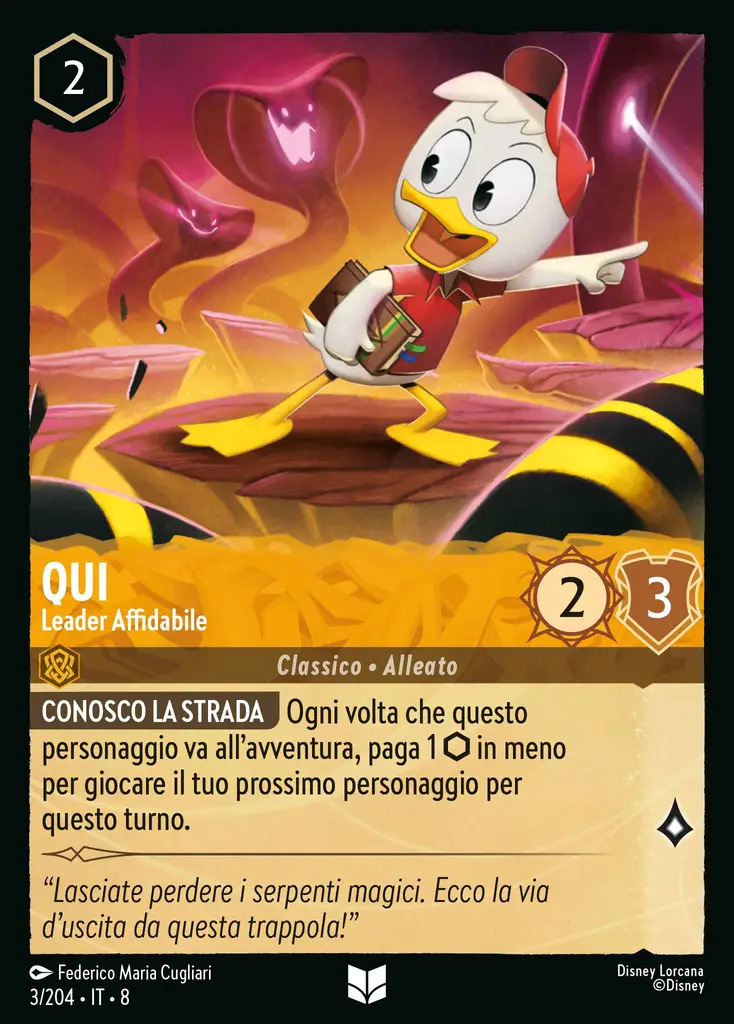 2
QUI
Leader Affidabile
2
3
Classico • Alleato
CONOSCO LA STRADA Ogni volta che questo
personaggio va all’avventura, paga 1 ⬡ in meno
per giocare il tuo prossimo personaggio per
questo turno.
“Lasciate perdere i serpenti magici. Ecco la via
d’uscita da questa trappola!”
Federico Maria Cugliari
3/204 • IT • 8
Disney Lorcana
©Disney